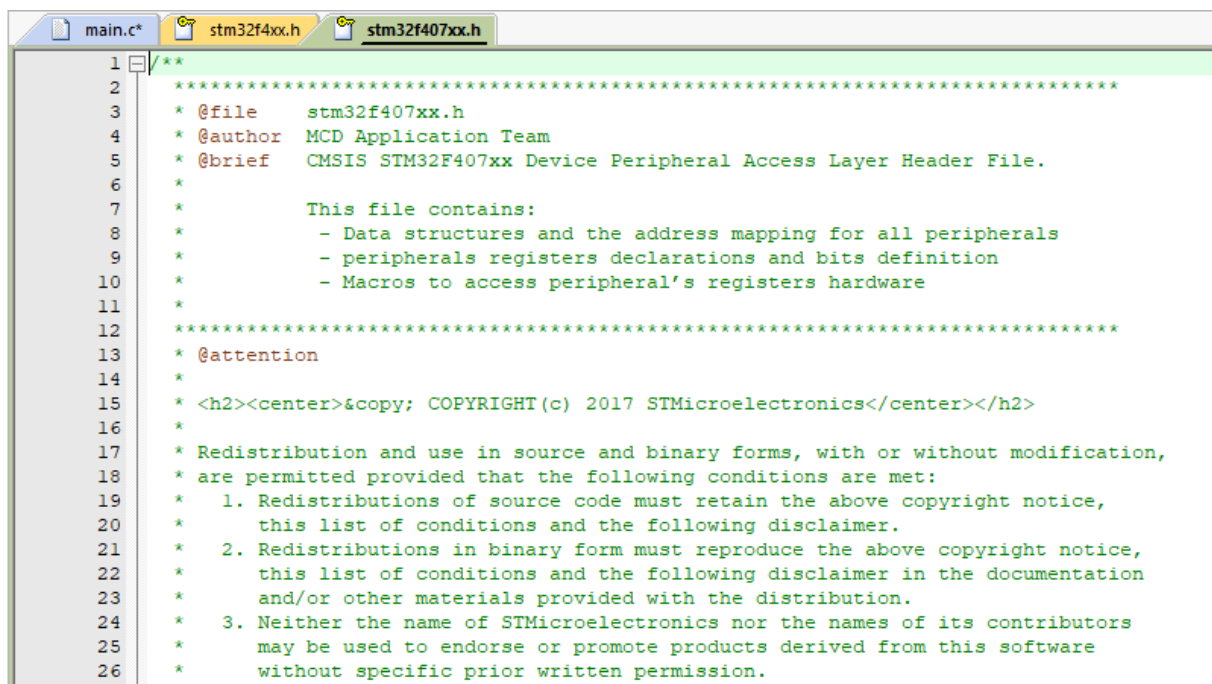 main.c* stm32f4xx.h stm32f407xx.h
1 /**
2 ******************************************************************************
3 * @file stm32f407xx.h
4 * @author MCD Application Team
5 * @brief CMSIS STM32F407xx Device Peripheral Access Layer Header File.
6 *
7 * This file contains:
8 * - Data structures and the address mapping for all peripherals
9 * - peripherals registers declarations and bits definition
10 * - Macros to access peripheral’s registers hardware
11 *
12 ******************************************************************************
13 * @attention
14 *
15 * <h2><center>&copy; COPYRIGHT(c) 2017 STMicroelectronics</center></h2>
16 *
17 * Redistribution and use in source and binary forms, with or without modification,
18 * are permitted provided that the following conditions are met:
19 * 1. Redistributions of source code must retain the above copyright notice,
20 * this list of conditions and the following disclaimer.
21 * 2. Redistributions in binary form must reproduce the above copyright notice,
22 * this list of conditions and the following disclaimer in the documentation
23 * and/or other materials provided with the distribution.
24 * 3. Neither the name of STMicroelectronics nor the names of its contributors
25 * may be used to endorse or promote products derived from this software
26 * without specific prior written permission.